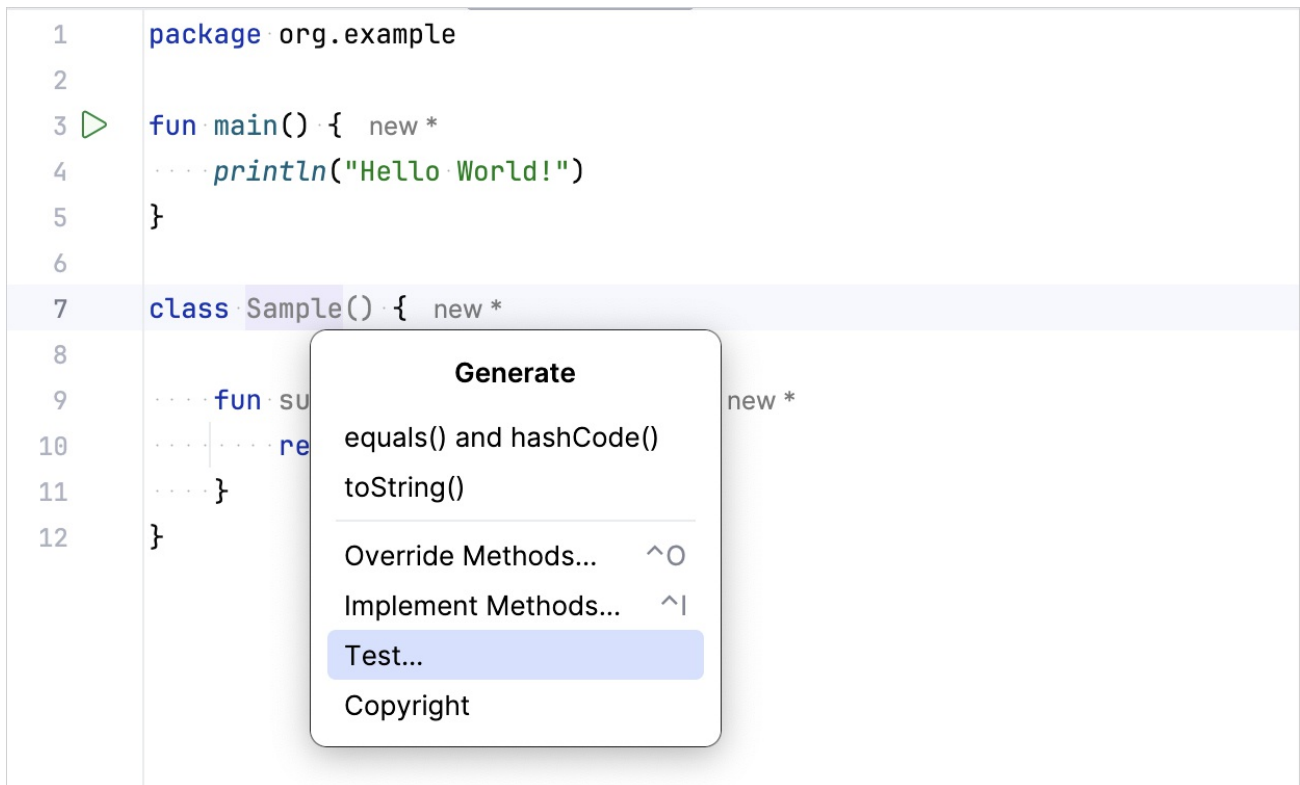 1 package org.example
2
3 fun main() { new *
4 println("Hello World!")
5 }
6
7 class Sample() { new *
8
9 fun su new *
10 re
11 }
12 }
Generate
equals() and hashCode()
toString()
Override Methods... ^O
Implement Methods... ^I
Test...
Copyright